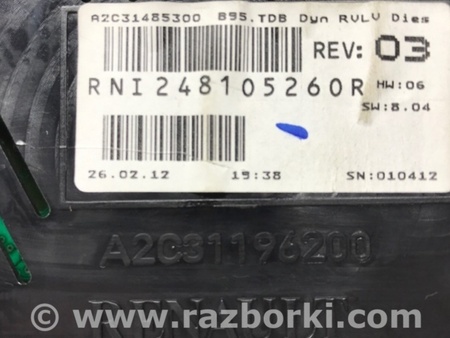 A2C31485300 B95.TDB Dyn RVLV Dies
REV: 03
RNI248105260R HW:06
SW:8.04
26.02.12 19:38 SN:010412
A2C31196200
RENAULT
© www.razborki.com